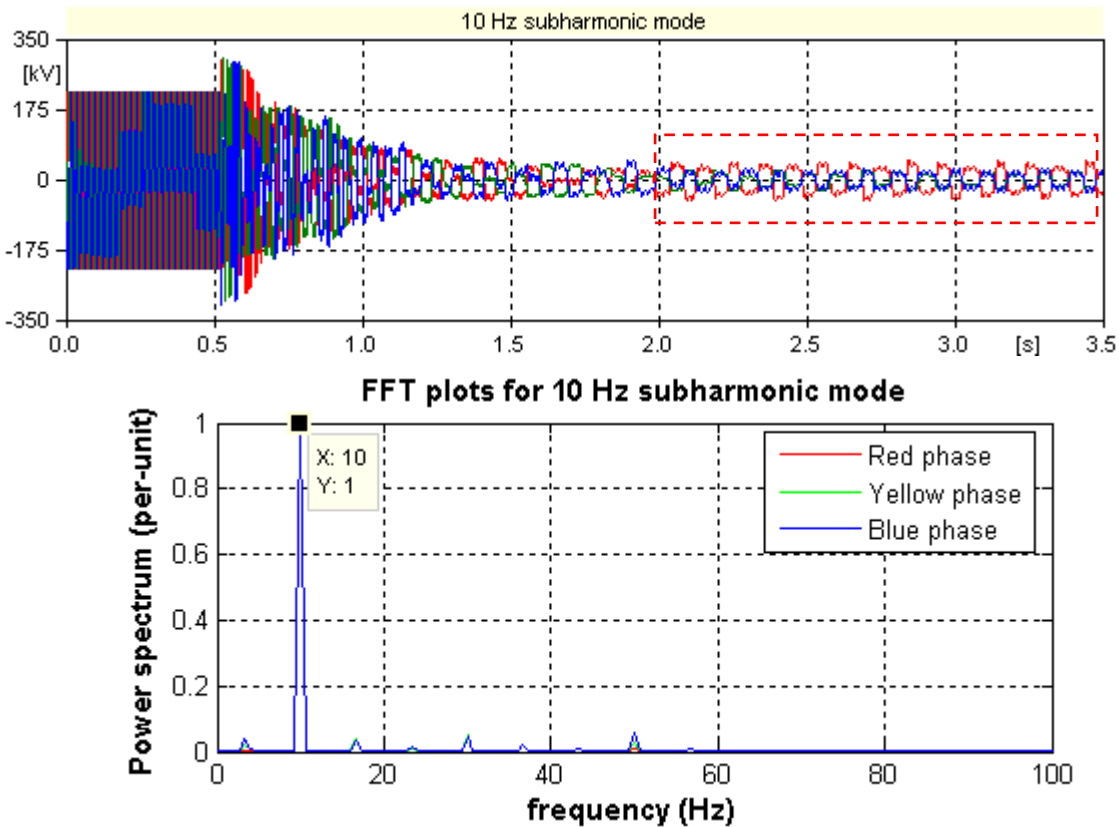 10 Hz subharmonic mode
350
[kV]
175
0
-175
-350
0.0 0.5 1.0 1.5 2.0 2.5 3.0 [s] 3.5
FFT plots for 10 Hz subharmonic mode
Power spectrum (per-unit)
1
0.8
0.6
0.4
0.2
0
X: 10
Y: 1
Red phase
Yellow phase
Blue phase
0 20 40 60 80 100
frequency (Hz)